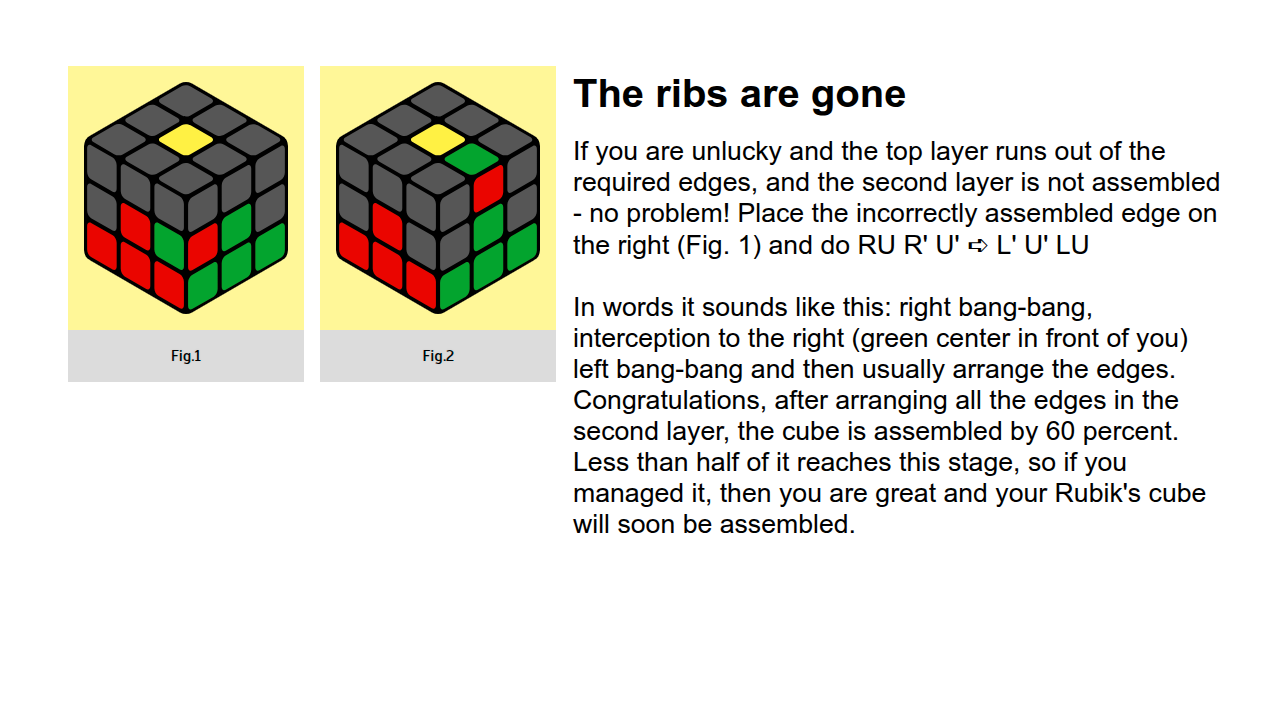 The ribs are gone
If you are unlucky and the top layer runs out of the
required edges, and the second layer is not assembled
- no problem! Place the incorrectly assembled edge on
the right (Fig. 1) and do RU R' U' ➪ L' U' LU
In words it sounds like this: right bang-bang,
interception to the right (green center in front of you)
left bang-bang and then usually arrange the edges.
Congratulations, after arranging all the edges in the
second layer, the cube is assembled by 60 percent.
Less than half of it reaches this stage, so if you
managed it, then you are great and your Rubik's cube
will soon be assembled.
Fig.1
Fig.2